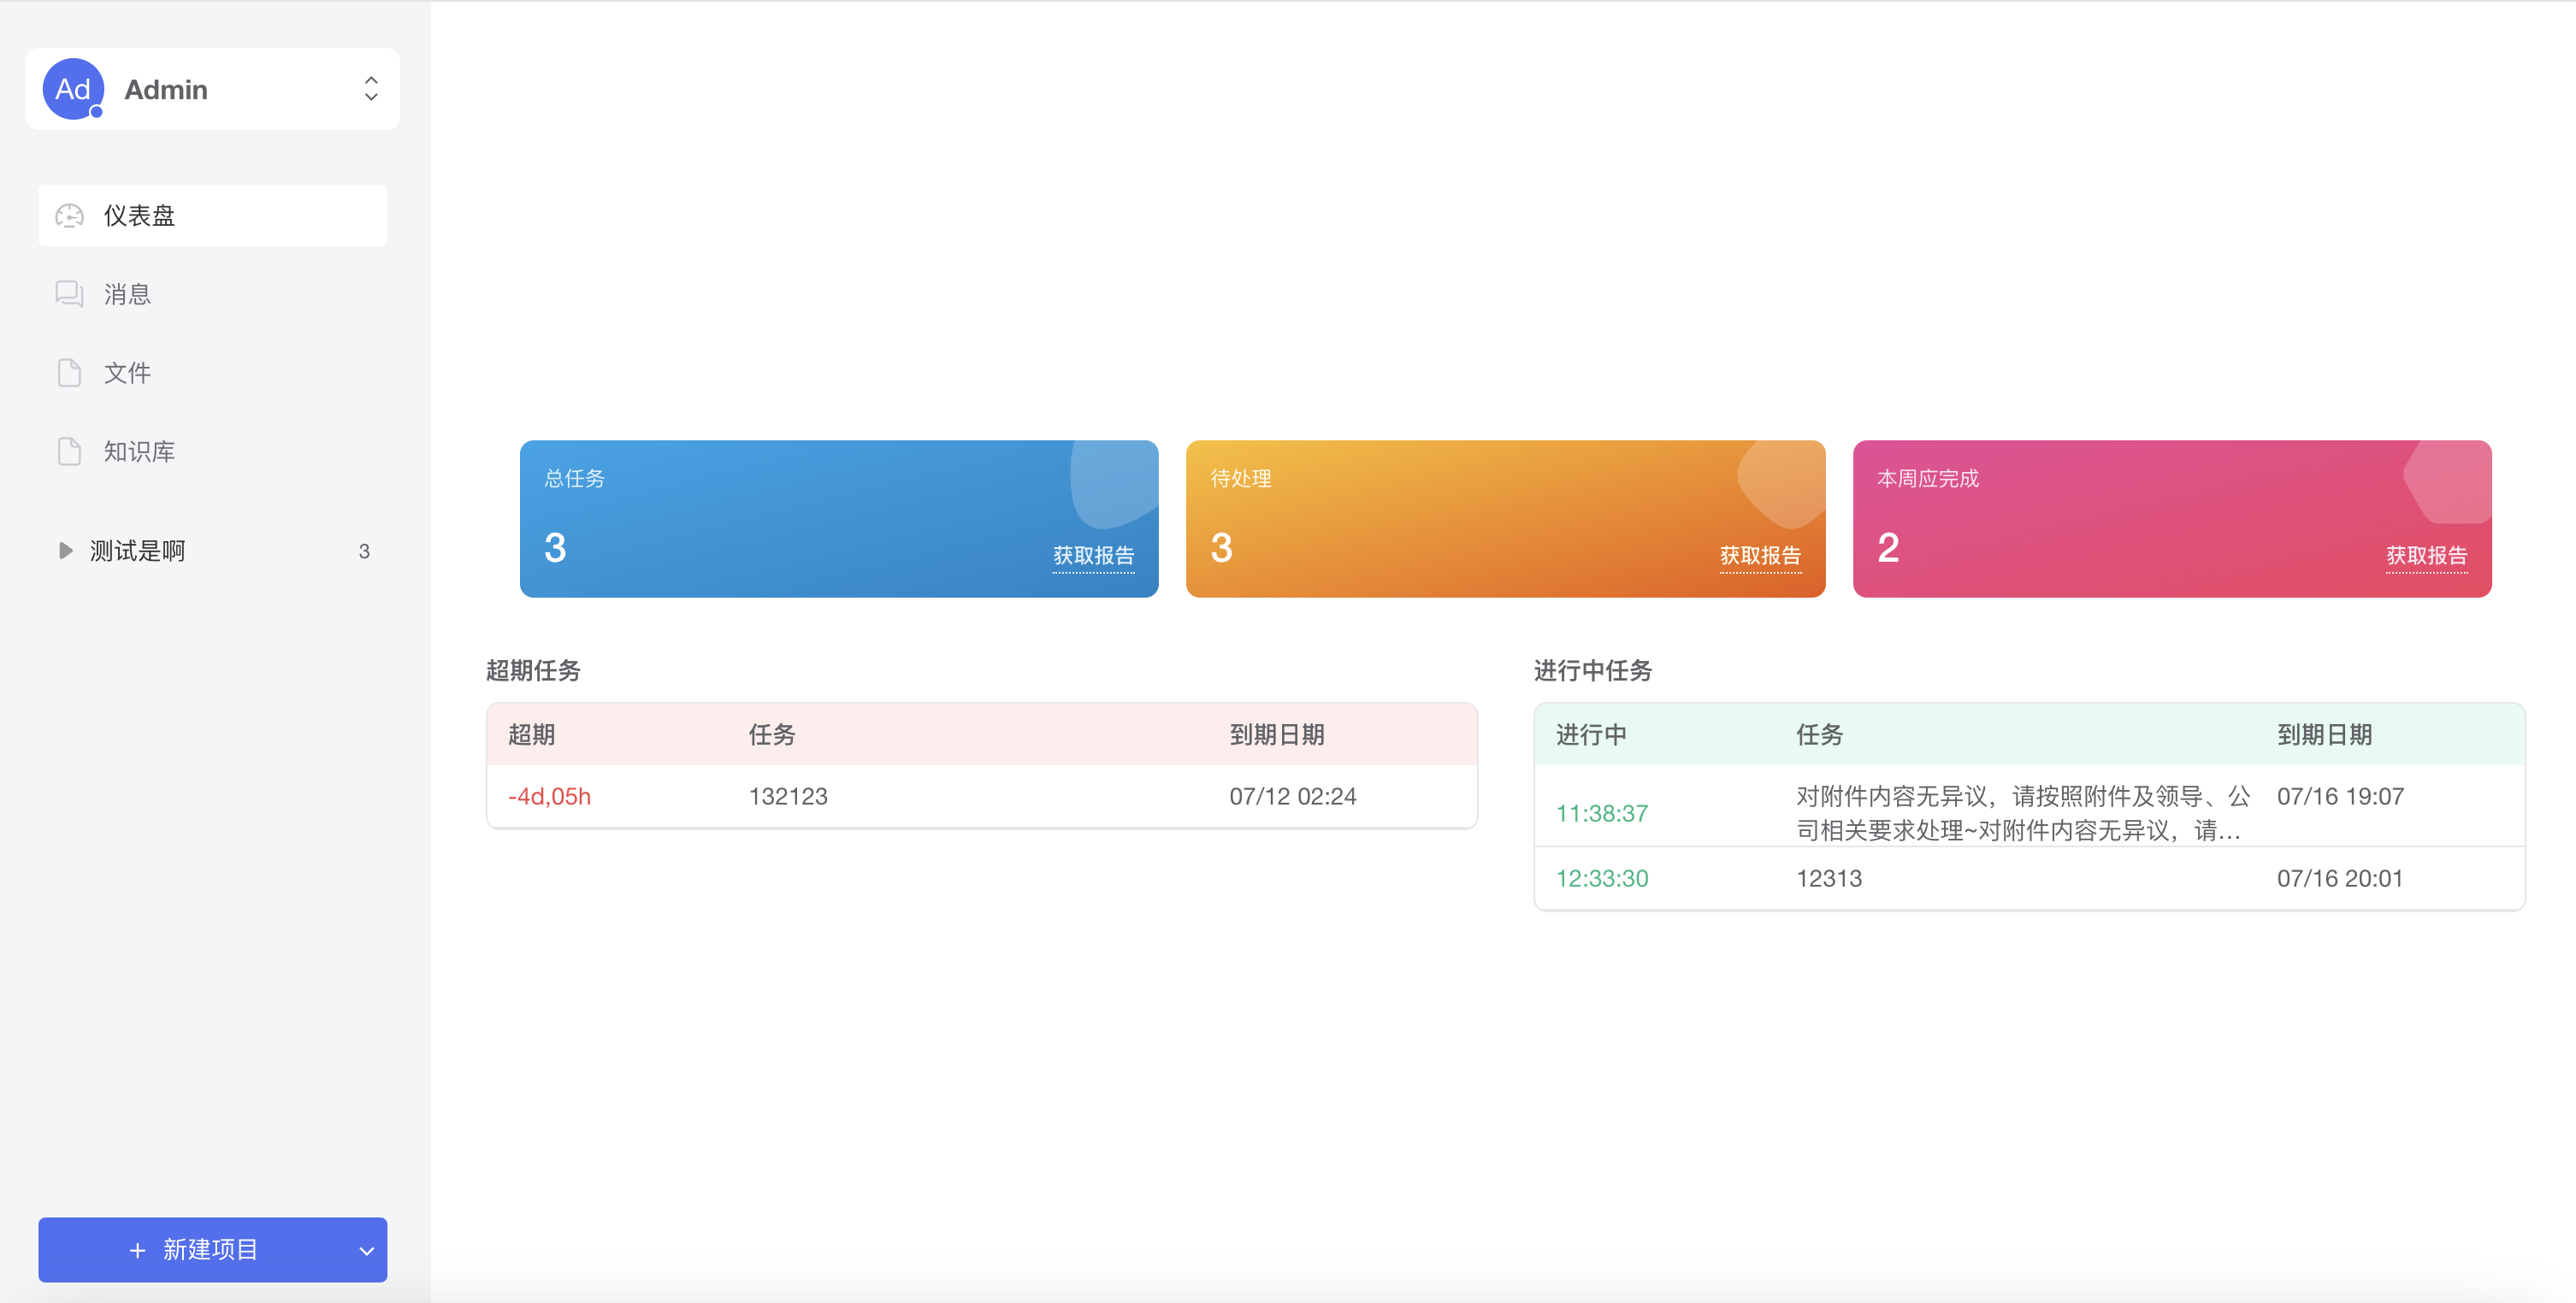 Ad
Admin
仪表盘
消息
文件
知识库
测试是啊 3
+ 新建项目
总任务
3
获取报告
待处理
3
获取报告
本周应完成
2
获取报告
超期任务
超期 任务 到期日期
-4d,05h 132123 07/12 02:24
进行中任务
进行中 任务 到期日期
11:38:37 对附件内容无异议，请按照附件及领导、公 07/16 19:07
司相关要求处理~对附件内容无异议，请...
12:33:30 12313 07/16 20:01